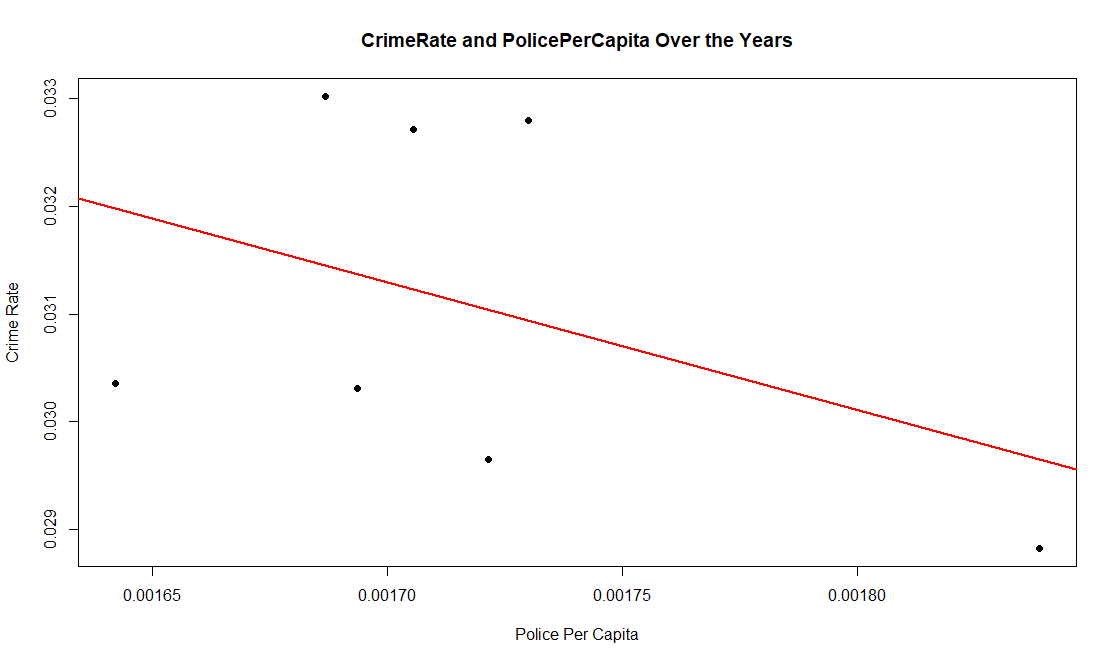 CrimeRate and PolicePerCapita Over the Years
0.033
0.032
0.031
0.030
0.029
Crime Rate
0.00165 0.00170 0.00175 0.00180
Police Per Capita